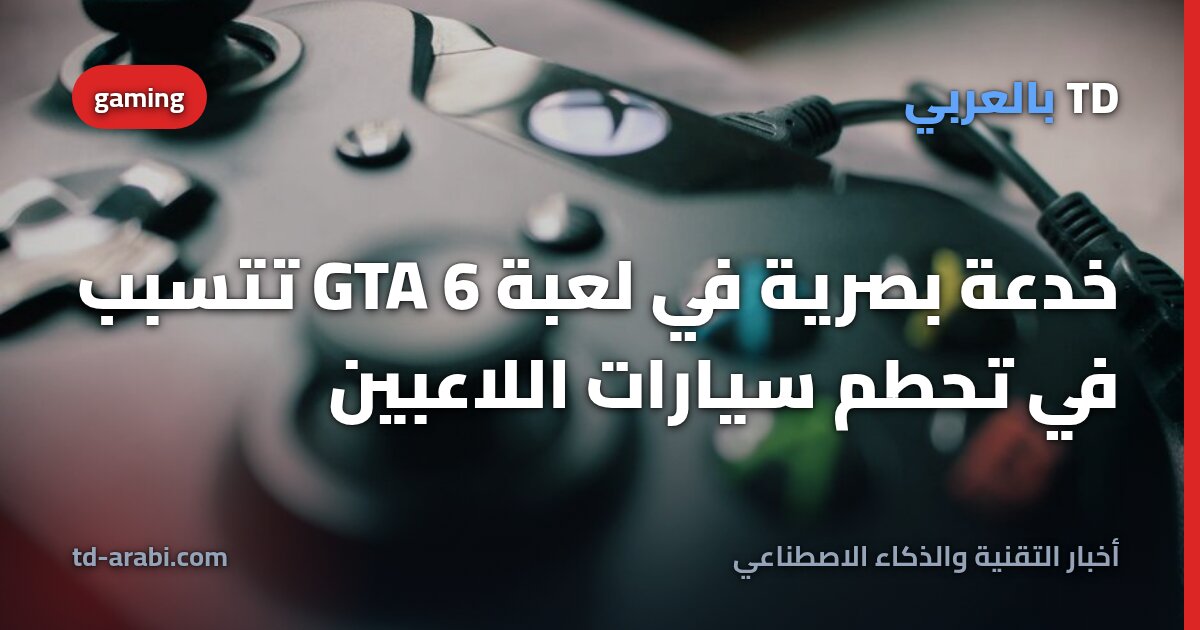 gaming
TD بالعربي
خدعة بصرية في لعبة GTA 6 تتسبب
في تحطم سيارات اللاعبين
أخبار التقنية والذكاء الاصطناعي
td-arabi.com